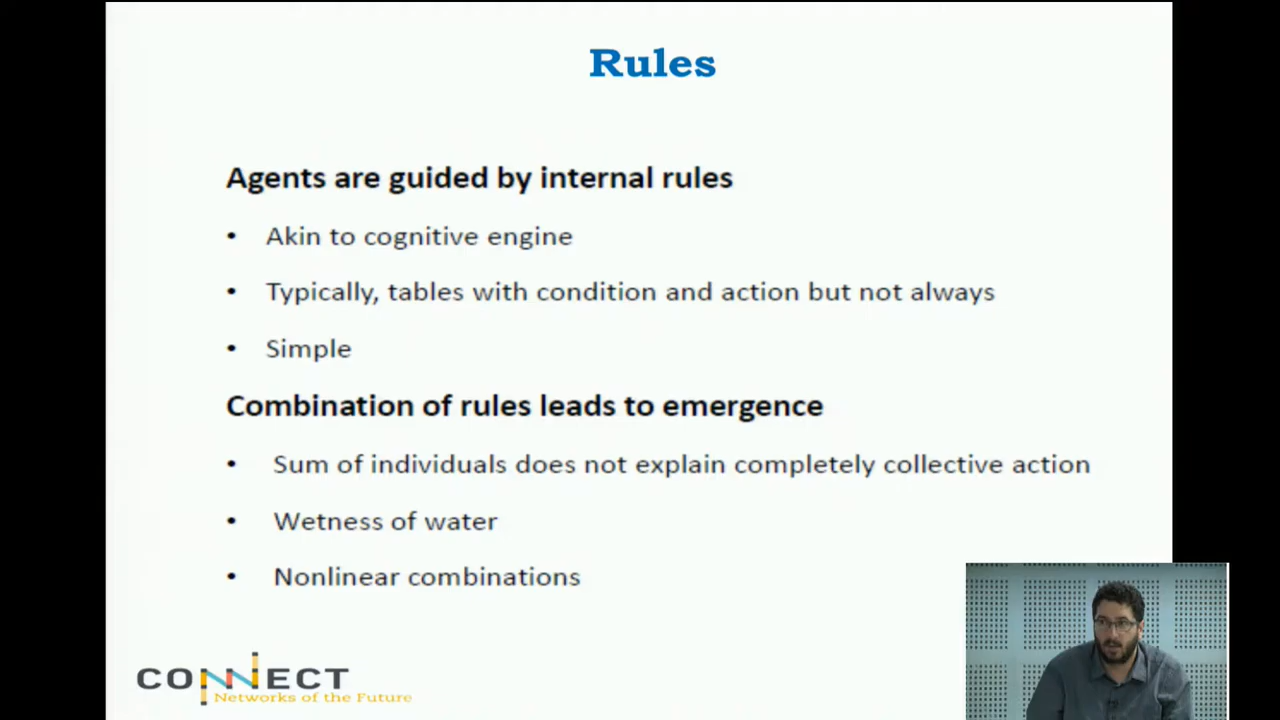 Rules
Agents are guided by internal rules
• Akin to cognitive engine
• Typically, tables with condition and action but not always
• Simple
Combination of rules leads to emergence
• Sum of individuals does not explain completely collective action
• Wetness of water
• Nonlinear combinations
CONNECT
Networks of the Future